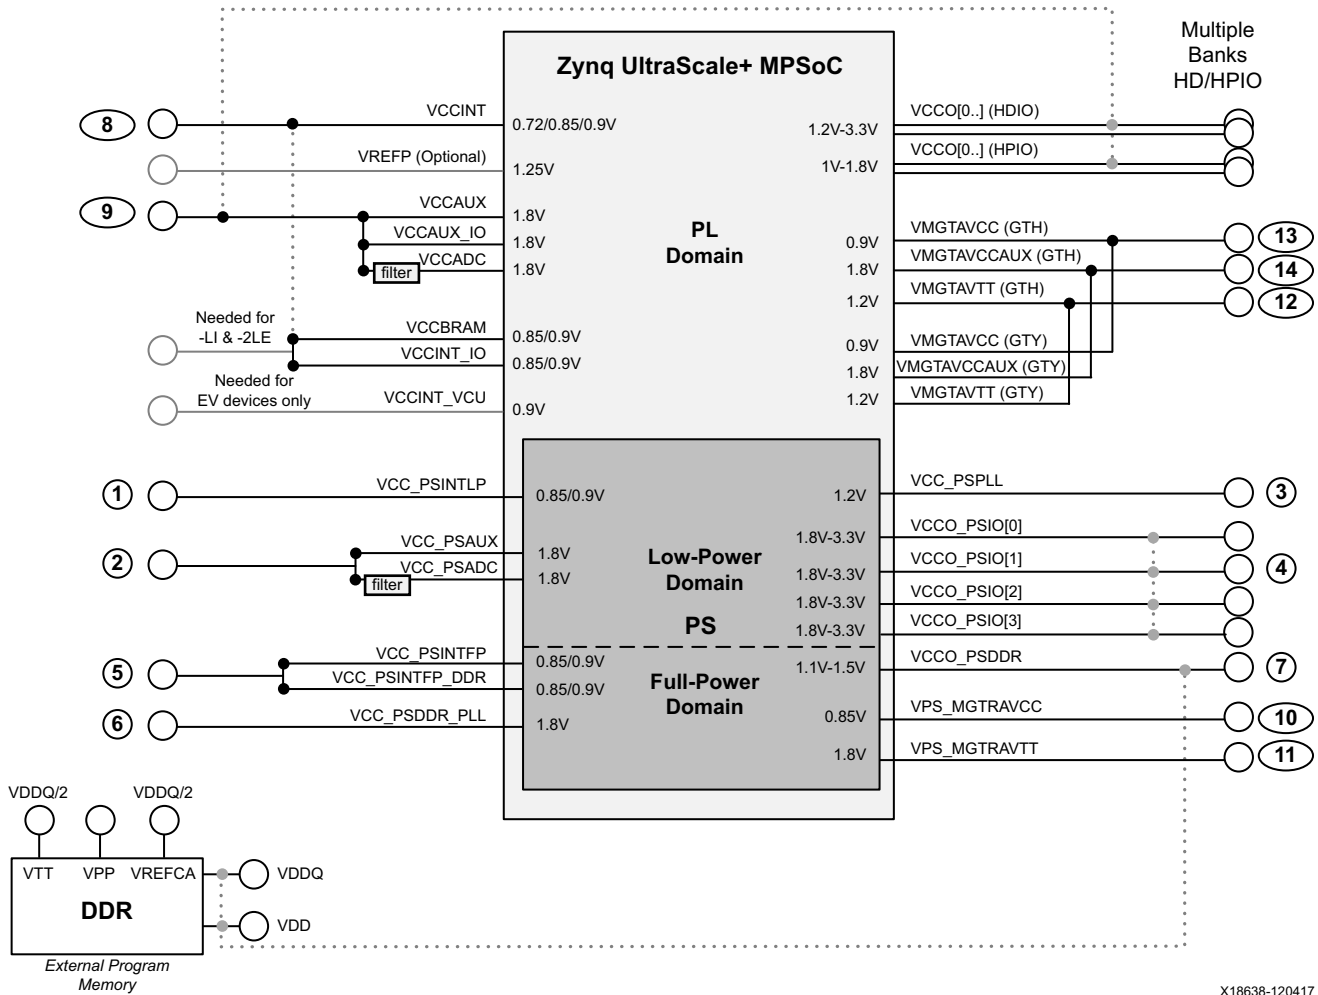 Multiple
Banks
HD/HPIO
Zynq UltraScale+ MPSoC
8
VCCINT
0.72/0.85/0.9V
1.2V-3.3V
VCCO[0..] (HDIO)
VREFP (Optional)
1.25V
1V-1.8V
VCCO[0..] (HPIO)
9
VCCAUX
1.8V
VCCAUX_IO
1.8V
filter
VCCADC
1.8V
PL
Domain
0.9V
VMGTAVCC (GTH)
13
1.8V
VMGTAVCCAUX (GTH)
14
1.2V
VMGTAVTT (GTH)
12
Needed for
-LI & -2LE
VCCBRAM
0.85/0.9V
VCCINT_IO
0.85/0.9V
0.9V
VMGTAVCC (GTY)
1.8V
VMGTAVCCAUX (GTY)
1.2V
VMGTAVTT (GTY)
Needed for
EV devices only
VCCINT_VCU
0.9V
1
VCC_PSINTLP
0.85/0.9V
1.2V
VCC_PSPLL
3
2
VCC_PSAUX
1.8V
filter
VCC_PSADC
1.8V
Low-Power
Domain
PS
1.8V-3.3V
VCCO_PSIO[0]
1.8V-3.3V
VCCO_PSIO[1]
4
1.8V-3.3V
VCCO_PSIO[2]
1.8V-3.3V
VCCO_PSIO[3]
5
VCC_PSINTFP
0.85/0.9V
VCC_PSINTFP_DDR
0.85/0.9V
Full-Power
Domain
1.1V-1.5V
VCCO_PSDDR
7
6
VCC_PSDDR_PLL
1.8V
0.85V
VPS_MGTRAVCC
10
1.8V
VPS_MGTRAVTT
11
VDDQ/2
VDDQ/2
VTT
VPP
VREFCA
VDDQ
DDR
VDD
External Program
Memory
X18638-120417